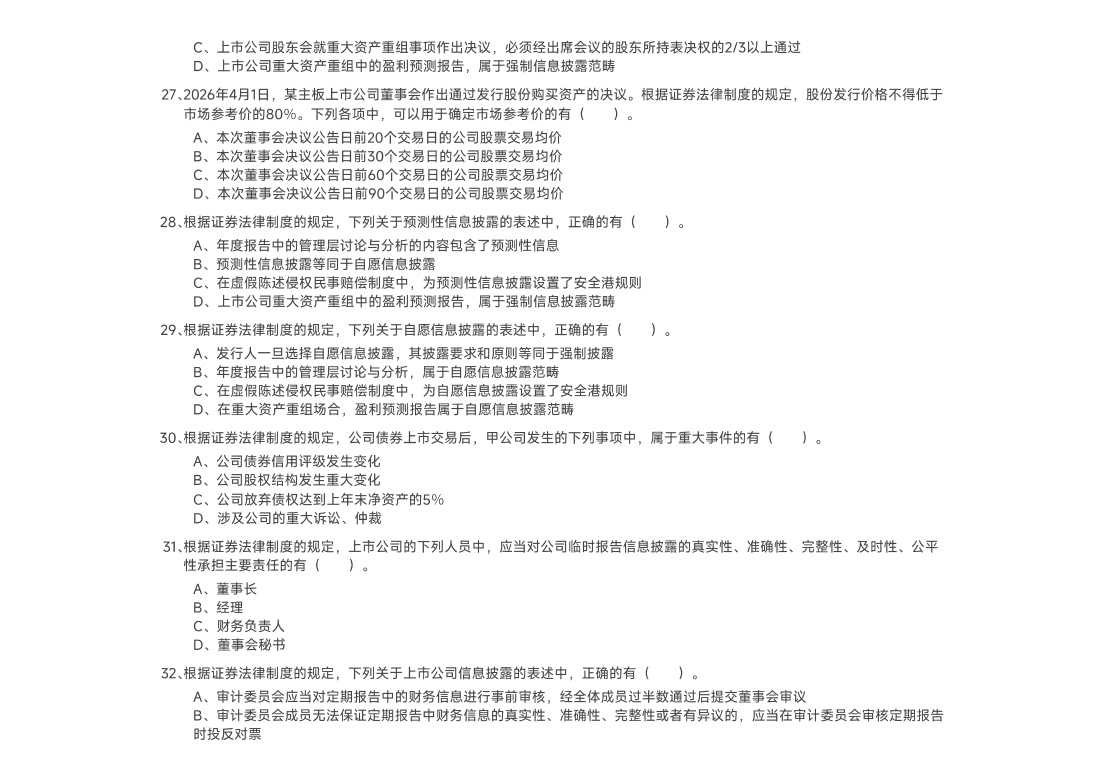 C、上市公司股东会就重大资产重组事项作出决议，必须经出席会议的股东所持表决权的2/3以上通过
D、上市公司重大资产重组中的盈利预测报告，属于强制信息披露范畴
27、2026年4月1日，某主板上市公司董事会作出通过发行股份购买资产的决议。根据证券法律制度的规定，股份发行价格不得低于
市场参考价的80%。下列各项中，可以用于确定市场参考价的有（　　）。
A、本次董事会决议公告日前20个交易日的公司股票交易均价
B、本次董事会决议公告日前30个交易日的公司股票交易均价
C、本次董事会决议公告日前60个交易日的公司股票交易均价
D、本次董事会决议公告日前90个交易日的公司股票交易均价
28、根据证券法律制度的规定，下列关于预测性信息披露的表述中，正确的有（　　）。
A、年度报告中的管理层讨论与分析的内容包含了预测性信息
B、预测性信息披露等同于自愿信息披露
C、在虚假陈述侵权民事赔偿制度中，为预测性信息披露设置了安全港规则
D、上市公司重大资产重组中的盈利预测报告，属于强制信息披露范畴
29、根据证券法律制度的规定，下列关于自愿信息披露的表述中，正确的有（　　）。
A、发行人一旦选择自愿信息披露，其披露要求和原则等同于强制披露
B、年度报告中的管理层讨论与分析，属于自愿信息披露范畴
C、在虚假陈述侵权民事赔偿制度中，为自愿信息披露设置了安全港规则
D、在重大资产重组场合，盈利预测报告属于自愿信息披露范畴
30、根据证券法律制度的规定，公司债券上市交易后，甲公司发生的下列事项中，属于重大事件的有（　　）。
A、公司债券信用评级发生变化
B、公司股权结构发生重大变化
C、公司放弃债权达到上年末净资产的5%
D、涉及公司的重大诉讼、仲裁
31、根据证券法律制度的规定，上市公司的下列人员中，应当对公司临时报告信息披露的真实性、准确性、完整性、及时性、公平
性承担主要责任的有（　　）。
A、董事长
B、经理
C、财务负责人
D、董事会秘书
32、根据证券法律制度的规定，下列关于上市公司信息披露的表述中，正确的有（　　）。
A、审计委员会应当对定期报告中的财务信息进行事前审核，经全体成员过半数通过后提交董事会审议
B、审计委员会成员无法保证定期报告中财务信息的真实性、准确性、完整性或者有异议的，应当在审计委员会审核定期报告
时投反对票